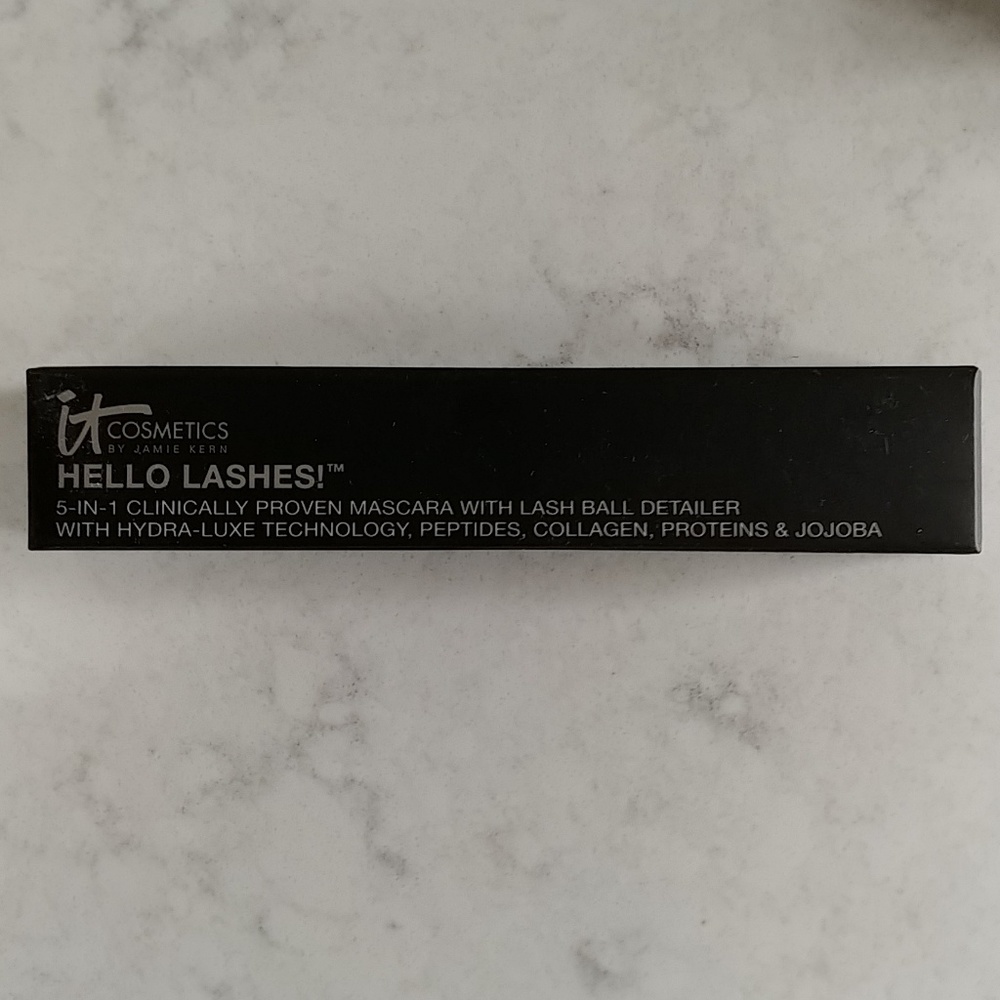 it COSMETICS
BY JAMIE KERN
HELLO LASHES!™
5-IN-1 CLINICALLY PROVEN MASCARA WITH LASH BALL DETAILER
WITH HYDRA-LUXE TECHNOLOGY, PEPTIDES, COLLAGEN, PROTEINS & JOJOBA